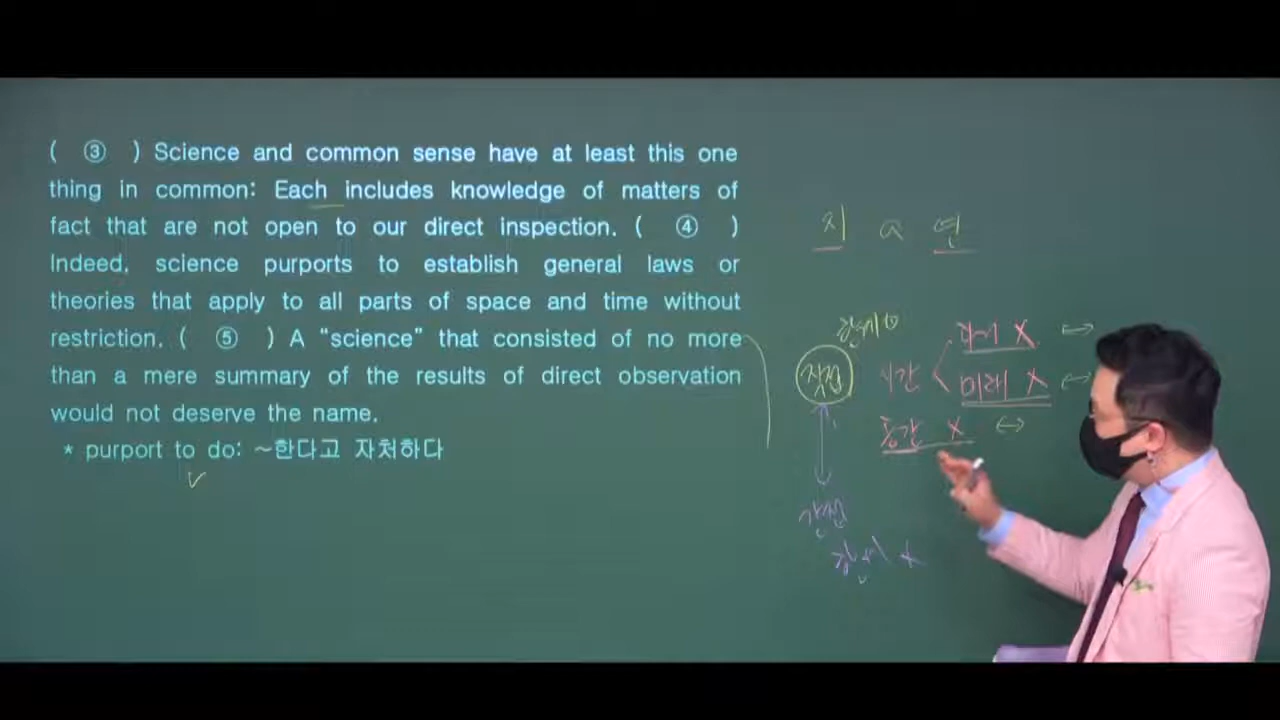 ( ③ ) Science and common sense have at least this one
thing in common: Each includes knowledge of matters of
fact that are not open to our direct inspection. ( ④ )
Indeed, science purports to establish general laws or
theories that apply to all parts of space and time without
restriction. ( ⑤ ) A “science” that consisted of no more
than a mere summary of the results of direct observation
would not deserve the name.
* purport to do: ~한다고 자처하다
지 연
직접 시간 과거 X ↔
미래 X ↔
공간 X ↔
간접